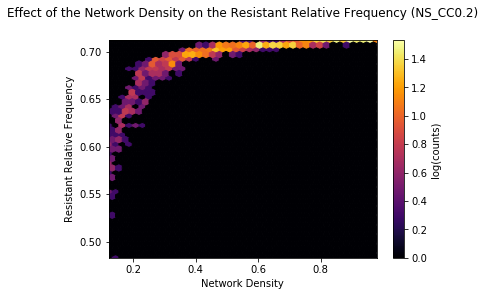 Effect of the Network Density on the Resistant Relative Frequency (NS_CC0.2)
0.70
0.65
0.60
0.55
0.50
Resistant Relative Frequency
0.2 0.4 0.6 0.8
Network Density
1.4
1.2
1.0
0.8
0.6
0.4
0.2
0.0
log(counts)